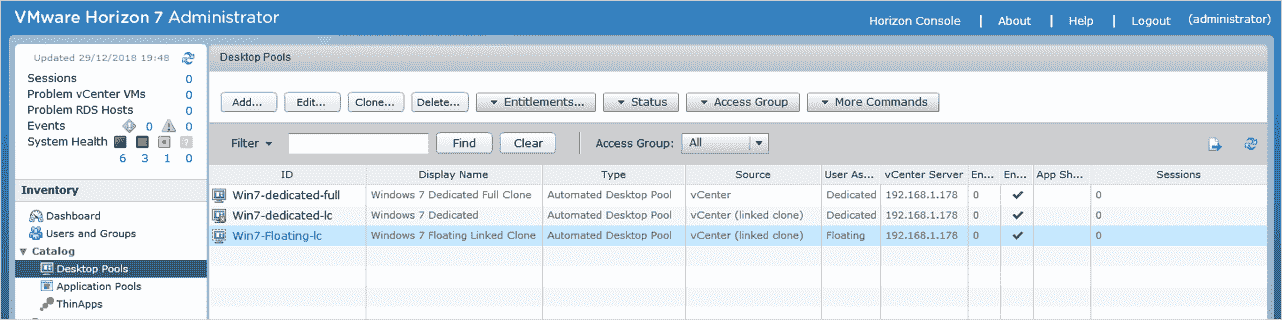 VMware Horizon 7 Administrator
Horizon Console | About | Help | Logout (administrator)
Updated 29/12/2018 19:48
Sessions 0
Problem vCenter VMs 0
Problem RDS Hosts 0
Events 0 0
System Health
6 3 1 0
Inventory
Dashboard
Users and Groups
Catalog
Desktop Pools
Application Pools
ThinApps
Desktop Pools
Add... Edit... Clone... Delete... Entitlements... Status Access Group More Commands
Filter Find Clear Access Group: All
ID Display Name Type Source User As... vCenter Server En... En... App Sh... Sessions
Win7-dedicated-full Windows 7 Dedicated Full Clone Automated Desktop Pool vCenter Dedicated 192.168.1.178 0 0
Win7-dedicated-lc Windows 7 Dedicated Automated Desktop Pool vCenter (linked clone) Dedicated 192.168.1.178 0 0
Win7-Floating-lc Windows 7 Floating Linked Clone Automated Desktop Pool vCenter (linked clone) Floating 192.168.1.178 0 0